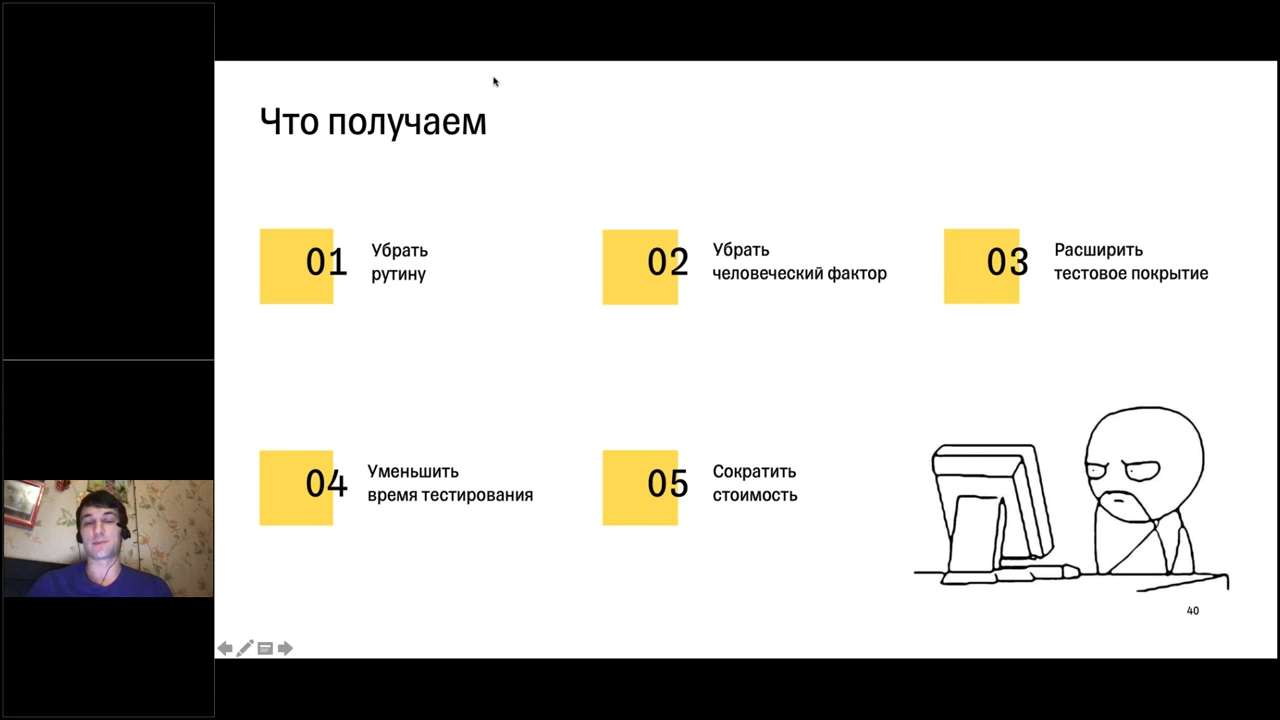 Что получаем
01
Убрать
рутину
02
Убрать
человеческий фактор
03
Расширить
тестовое покрытие
04
Уменьшить
время тестирования
05
Сократить
стоимость
40